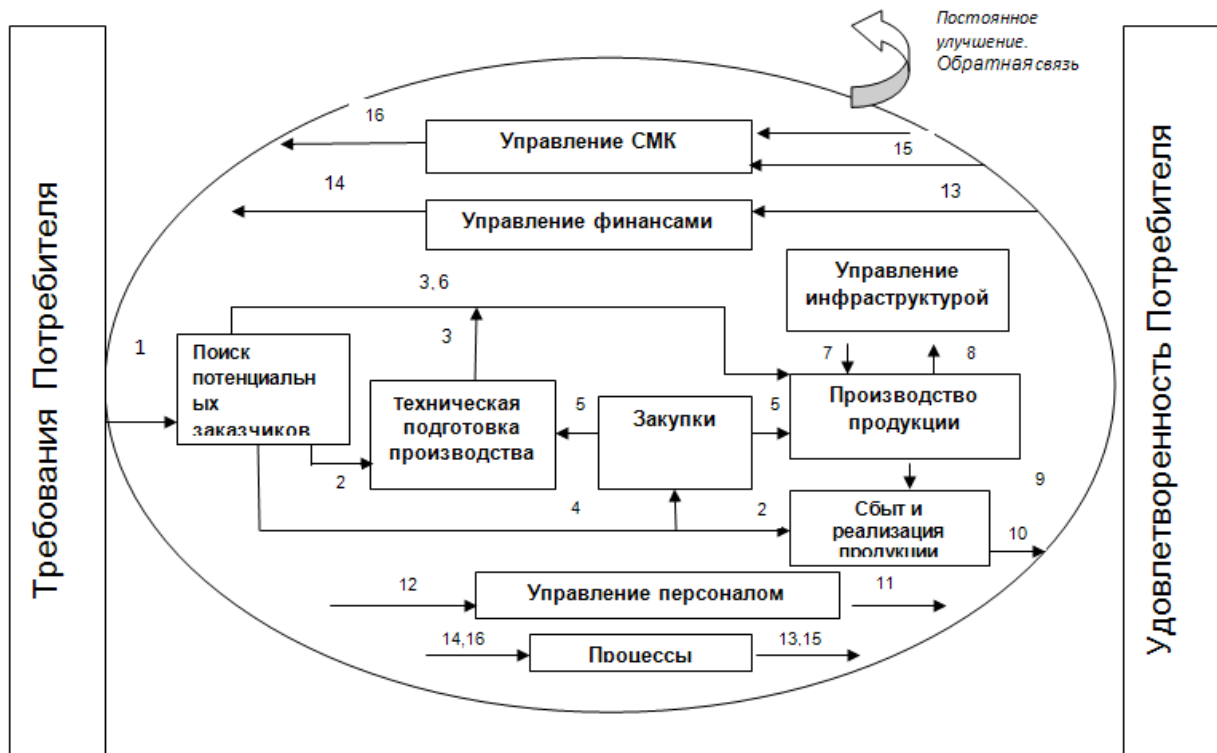 Постоянное
улучшение.
Обратная связь
Требования Потребителя
Удовлетворенность Потребителя
16
Управление СМК
15
14
Управление финансами
13
Управление
инфраструктурой
3, 6
1
3
7
8
Поиск
потенциальн
ых
заказчиков
Техническая
подготовка
производства
5
Закупки
5
Производство
продукции
2
4
2
9
Сбыт и
реализация
продукции
10
12
Управление персоналом
11
14,16
Процессы
13,15